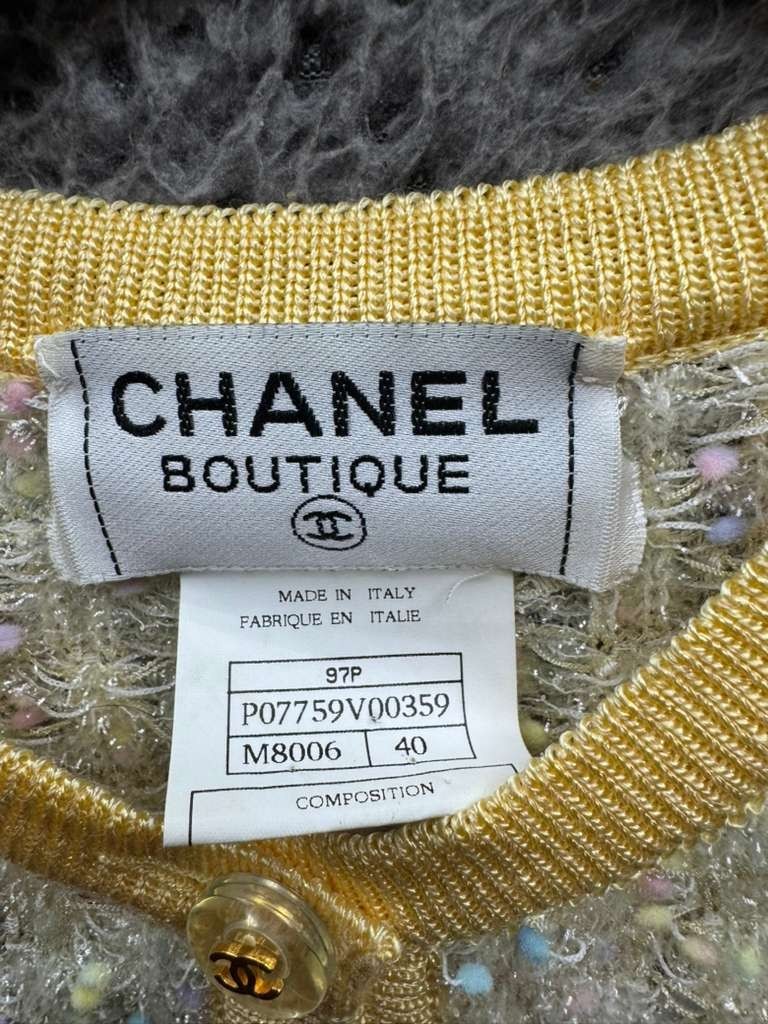 CHANEL
BOUTIQUE
MADE IN ITALY
FABRIQUE EN ITALIE
97P
P07759V00359
M8006 40
COMPOSITION